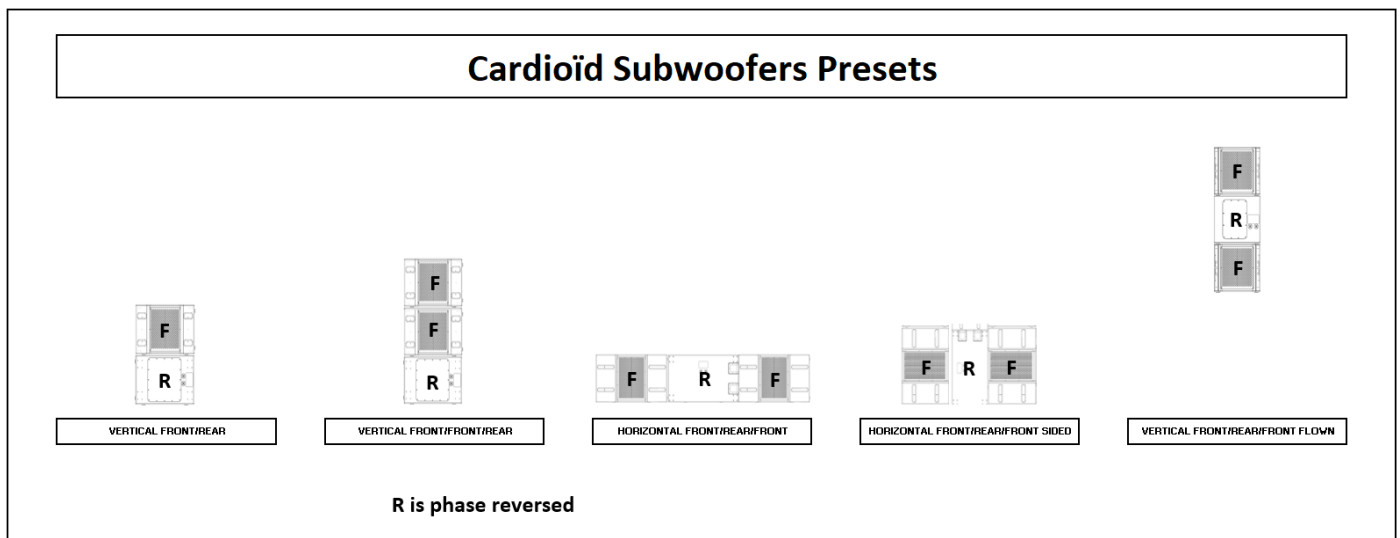 Cardioïd Subwoofers Presets
F
R
F
F
R
F
R
F
F
R
F
F
R
F
VERTICAL FRONT/REAR
VERTICAL FRONT/FRONT/REAR
HORIZONTAL FRONT/REAR/FRONT
HORIZONTAL FRONT/REAR/FRONT SIDED
VERTICAL FRONT/REAR/FRONT FLOWN
R is phase reversed